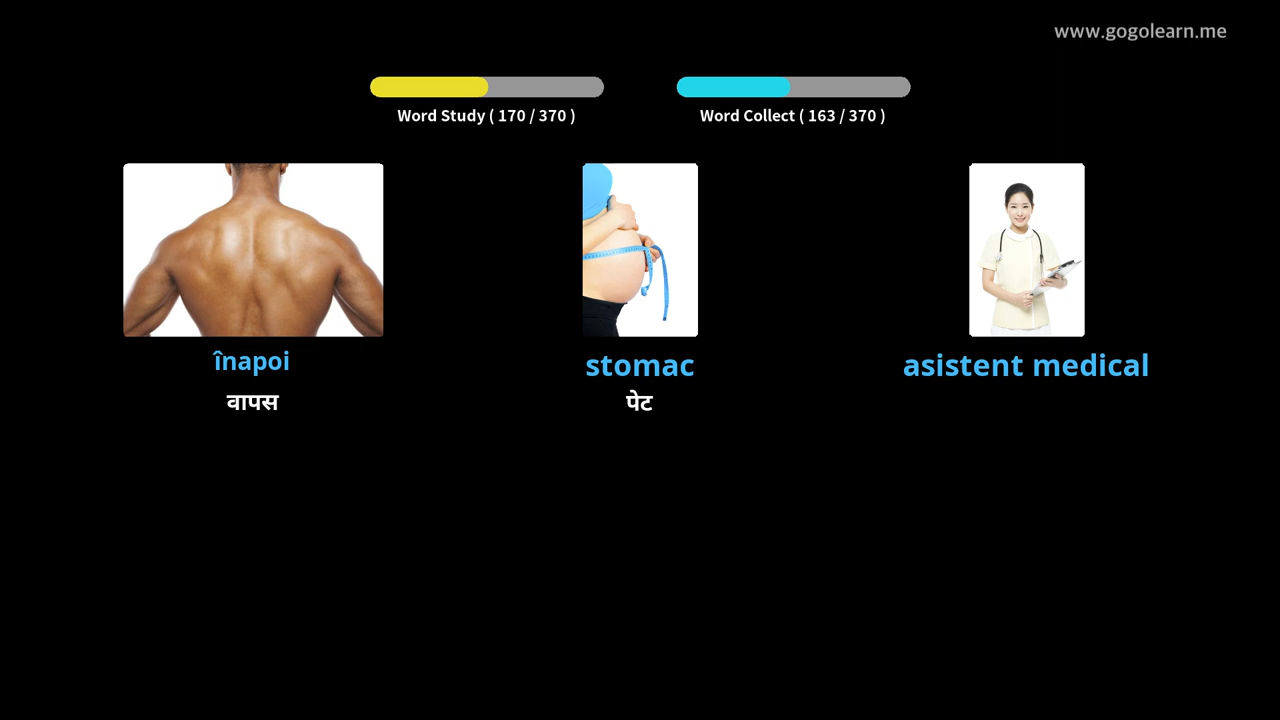 www.gogolearn.me
Word Study ( 170 / 370 )
Word Collect ( 163 / 370 )
înapoi
stomac
asistent medical
वापस
पेट